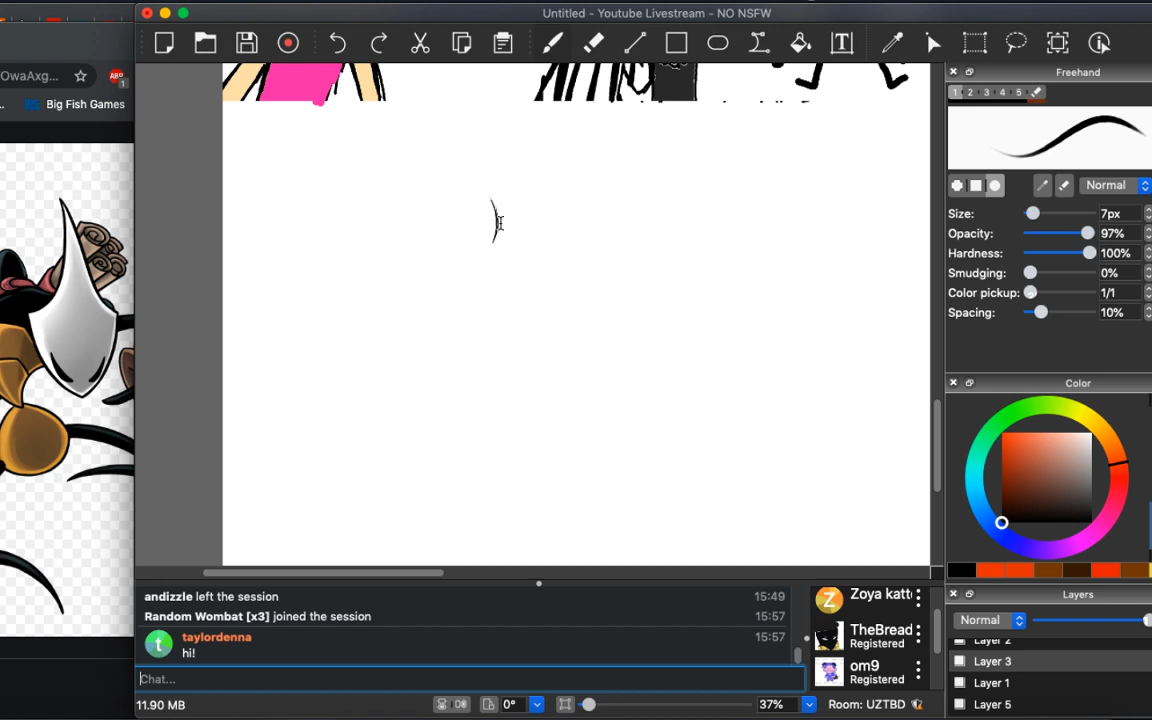 Untitled - Youtube Livestream - NO NSFW
OwaAxg...
ABP
1
Big Fish Games
Freehand
1 2 3 4 5
Normal
Size: 7px
Opacity: 97%
Hardness: 100%
Smudging: 0%
Color pickup: 1/1
Spacing: 10%
Color
Layers
Normal
Layer 2
Layer 3
Layer 1
Layer 5
andizzle left the session 15:49
Random Wombat [x3] joined the session 15:57
t taylordenna 15:57
hi!
Z Zoya katt
TheBread
Registered
om9
Registered
Chat...
11.90 MB
0°
37%
Room: UZTBD